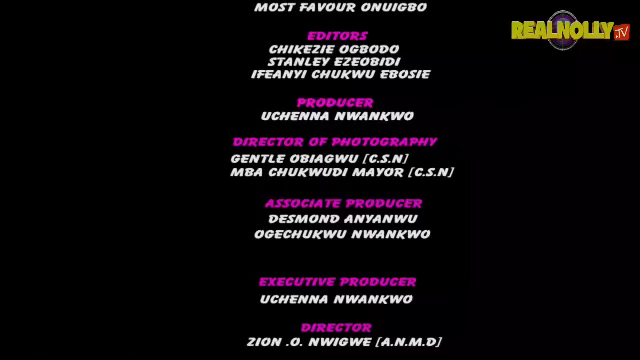 MOST FAVOUR ONUIGBO
REALNOLLY.TV
EDITORS
CHIKEZIE OGBODO
STANLEY EZEOBIDI
IFEANYI CHUKWU EBOSIE
PRODUCER
UCHENNA NWANKWO
DIRECTOR OF PHOTOGRAPHY
GENTLE OBIAGWU [C.S.N]
MBA CHUKWUDI MAYOR [C.S.N]
ASSOCIATE PRODUCER
DESMOND ANYANWU
OGECHUKWU NWANKWO
EXECUTIVE PRODUCER
UCHENNA NWANKWO
DIRECTOR
ZION .O. NWIGWE [A.N.M.D]